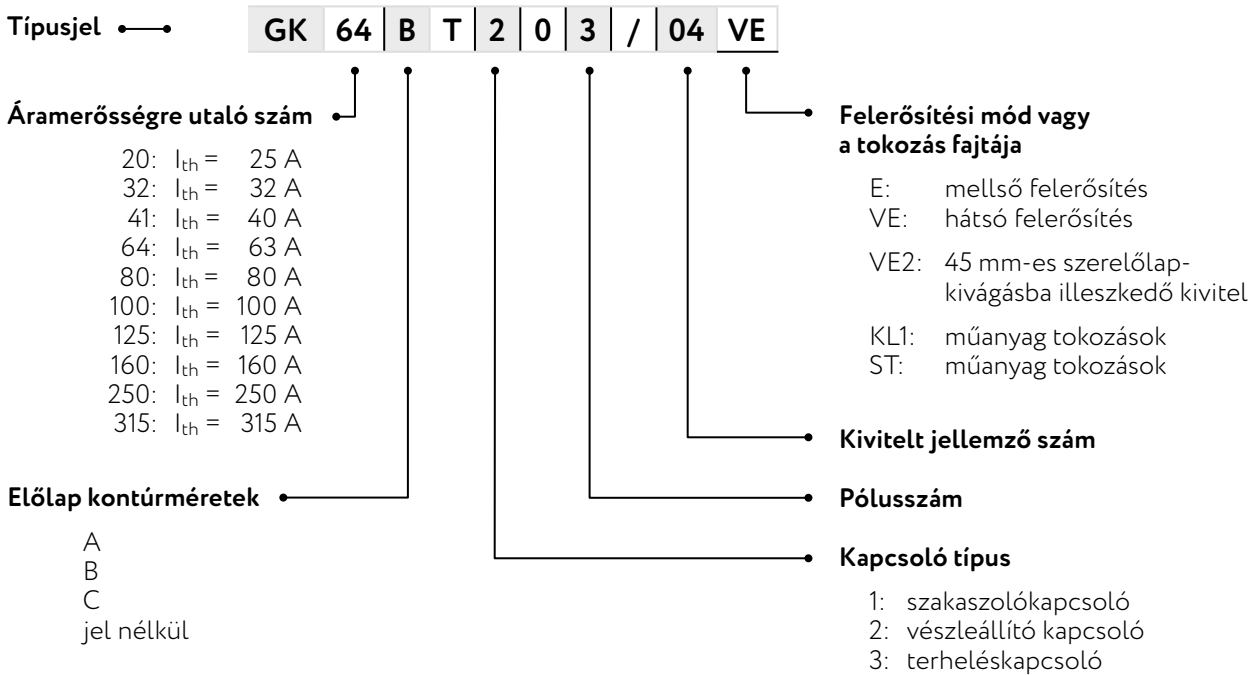 Típusjel
GK 64 B T 2 0 3 / 04 VE
Áramerősségre utaló szám
20: Ith = 25 A
32: Ith = 32 A
41: Ith = 40 A
64: Ith = 63 A
80: Ith = 80 A
100: Ith = 100 A
125: Ith = 125 A
160: Ith = 160 A
250: Ith = 250 A
315: Ith = 315 A
Előlap kontúrméretek
A
B
C
jel nélkül
Felerősítési mód vagy
a tokozás fajtája
E: mellső felerősítés
VE: hátsó felerősítés
VE2: 45 mm-es szerelőlap-
kivágásba illeszkedő kivitel
KL1: műanyag tokozások
ST: műanyag tokozások
Kivitelt jellemző szám
Pólusszám
Kapcsoló típus
1: szakaszolókapcsoló
2: vészleállító kapcsoló
3: terheléskapcsoló